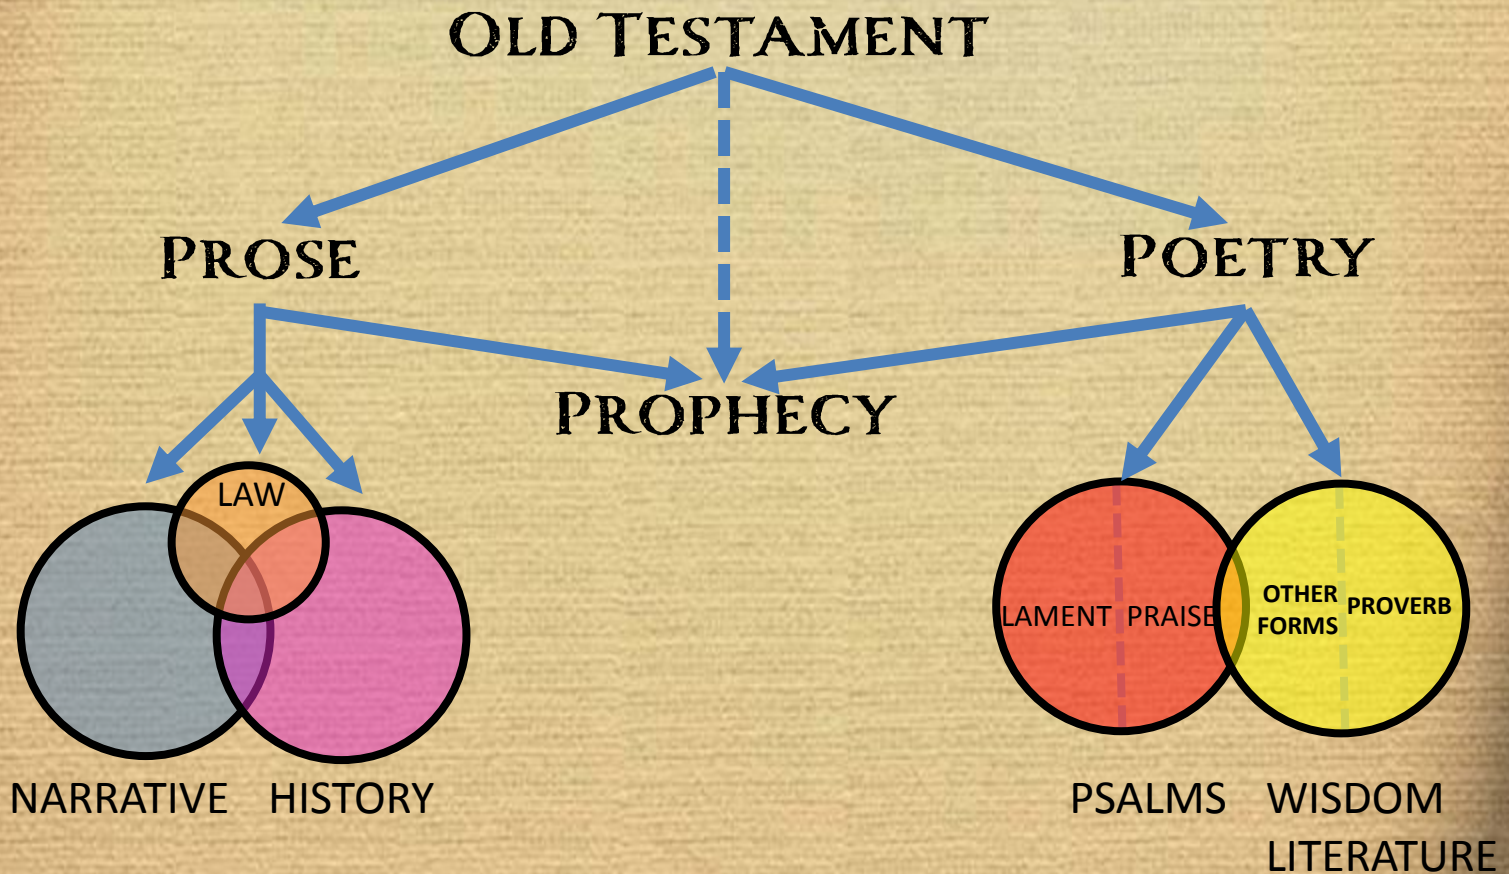 OLD TESTAMENT
PROSE
POETRY
PROPHECY
LAW
LAMENT
PRAISE
OTHER
FORMS
PROVERB
NARRATIVE
HISTORY
PSALMS
WISDOM
LITERATURE